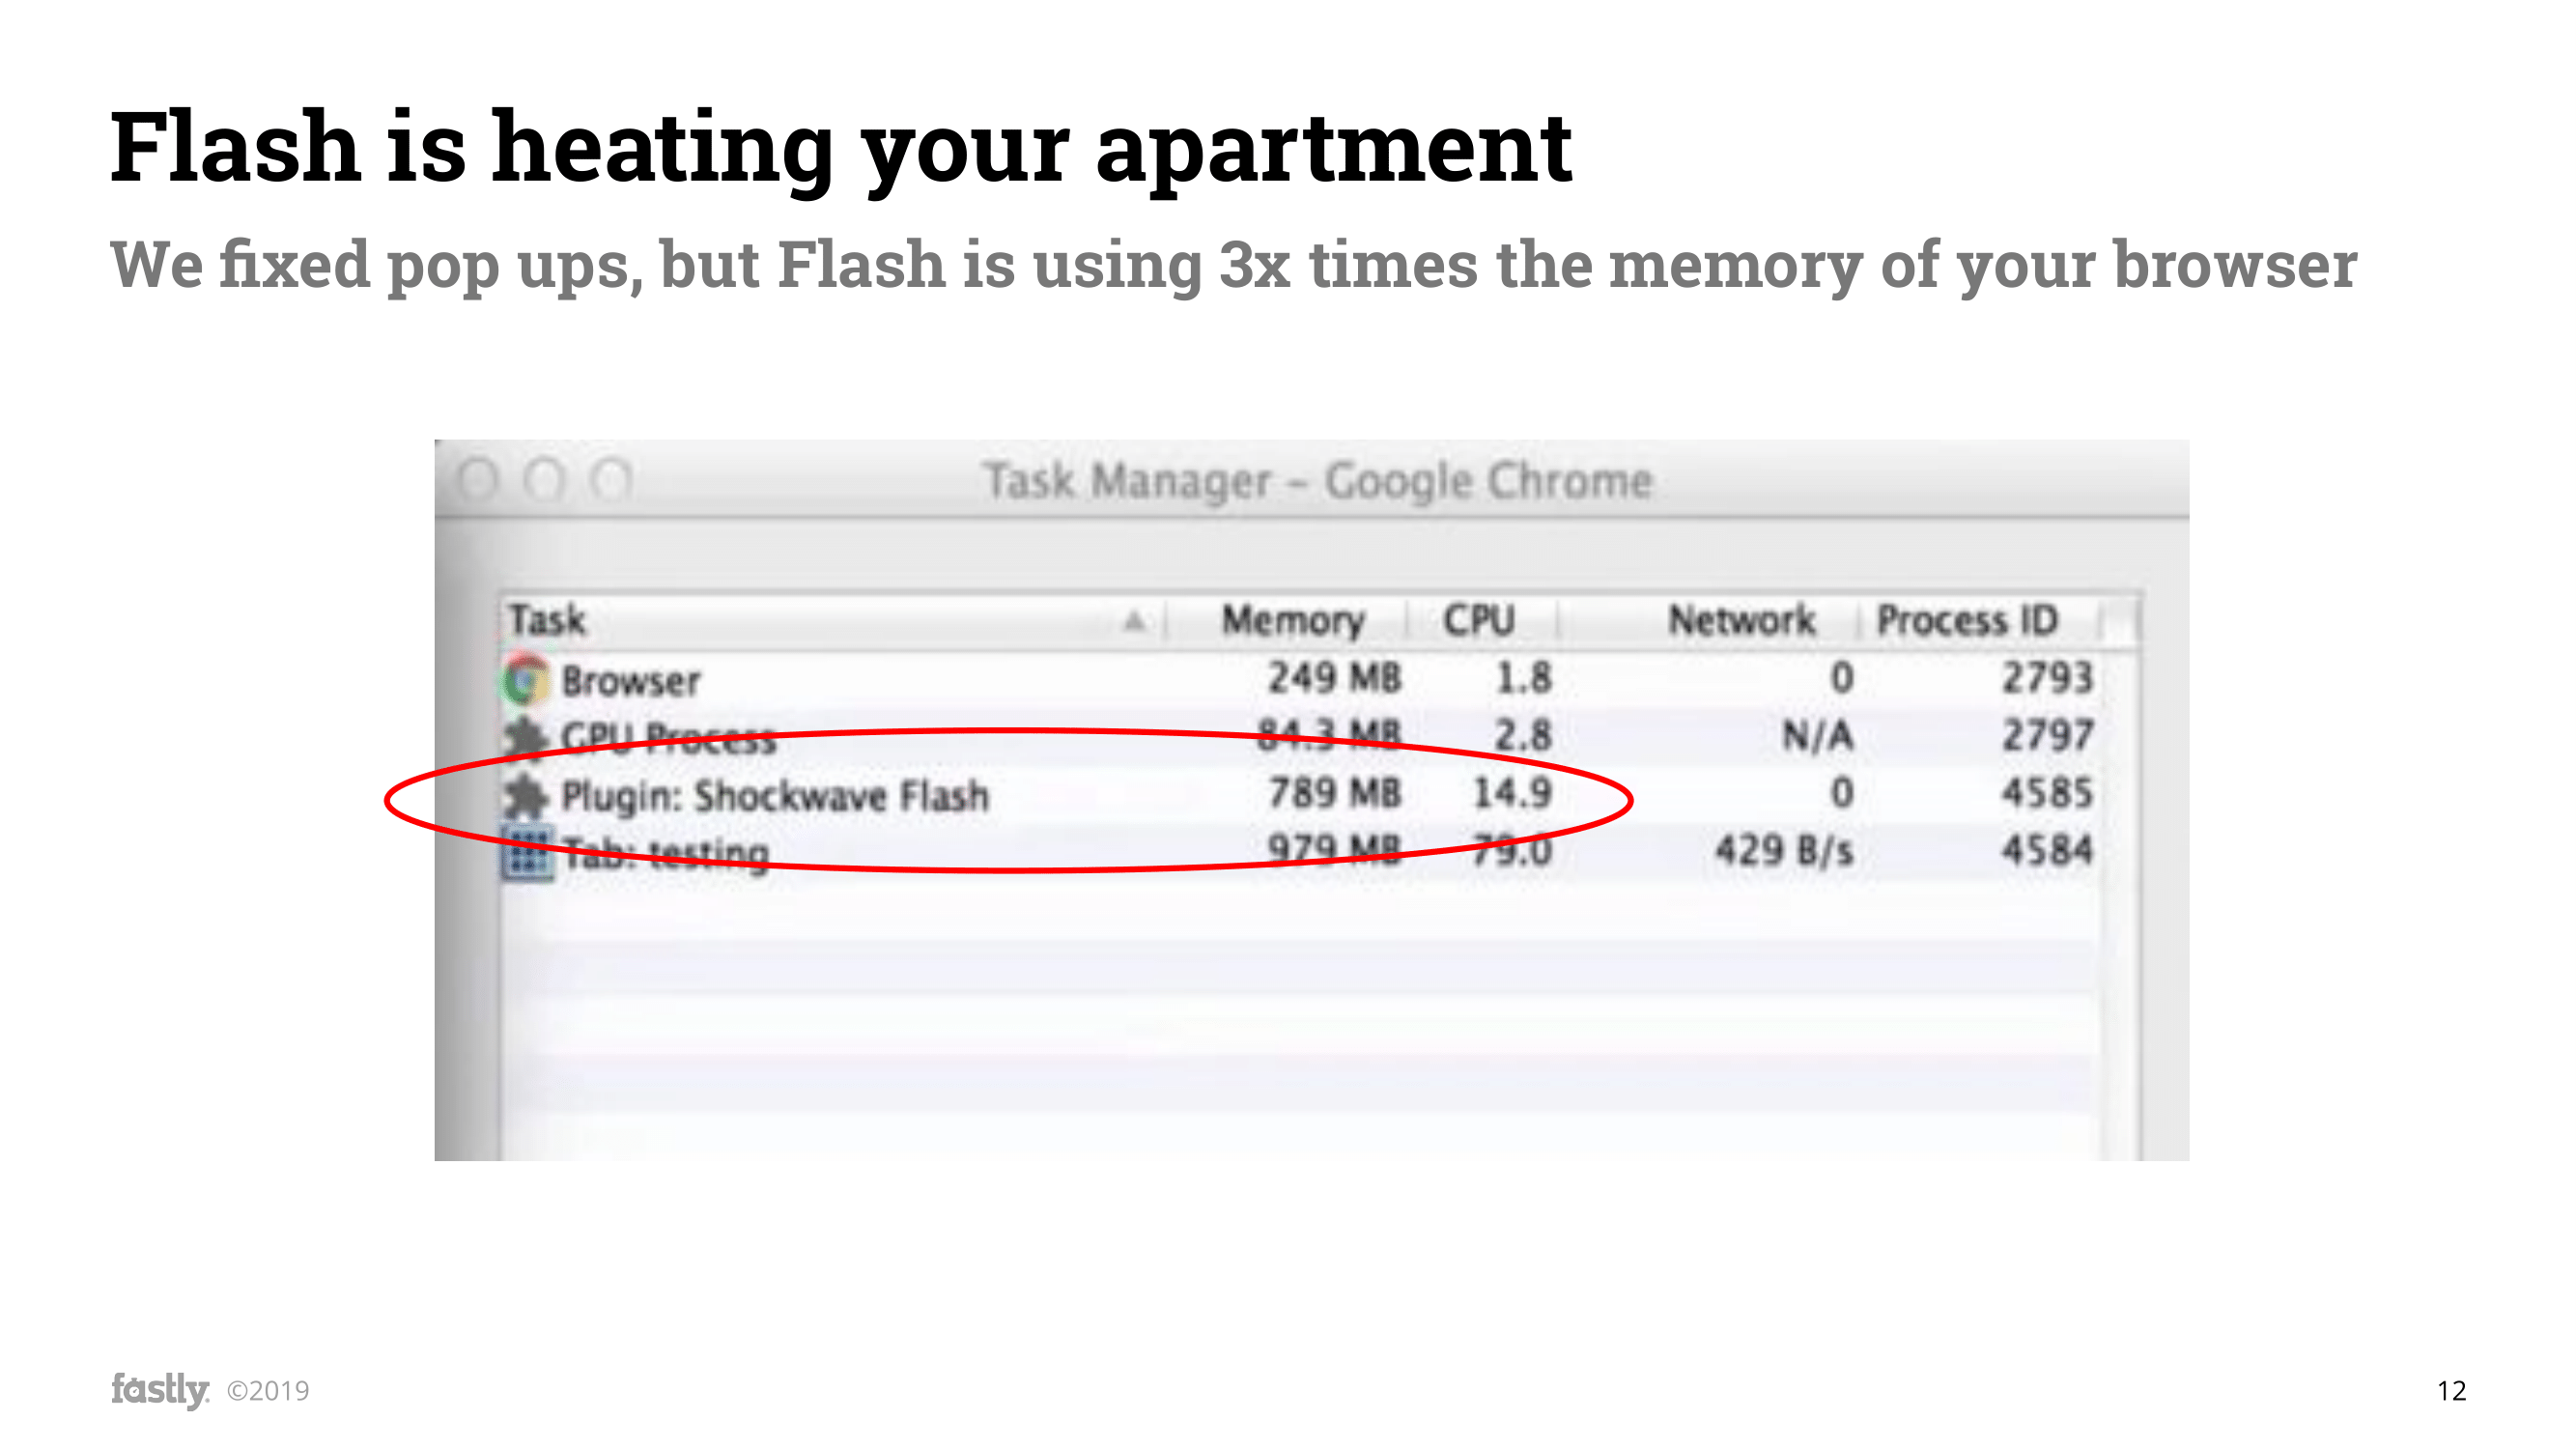 Flash is heating your apartment
We fixed pop ups, but Flash is using 3x times the memory of your browser
Task Manager – Google Chrome
Task Memory CPU Network Process ID
Browser 249 MB 1.8 0 2793
GPU Process 84.3 MB 2.8 N/A 2797
Plugin: Shockwave Flash 789 MB 14.9 0 4585
Tab: testing 979 MB 79.0 429 B/s 4584
fastly ©2019
12